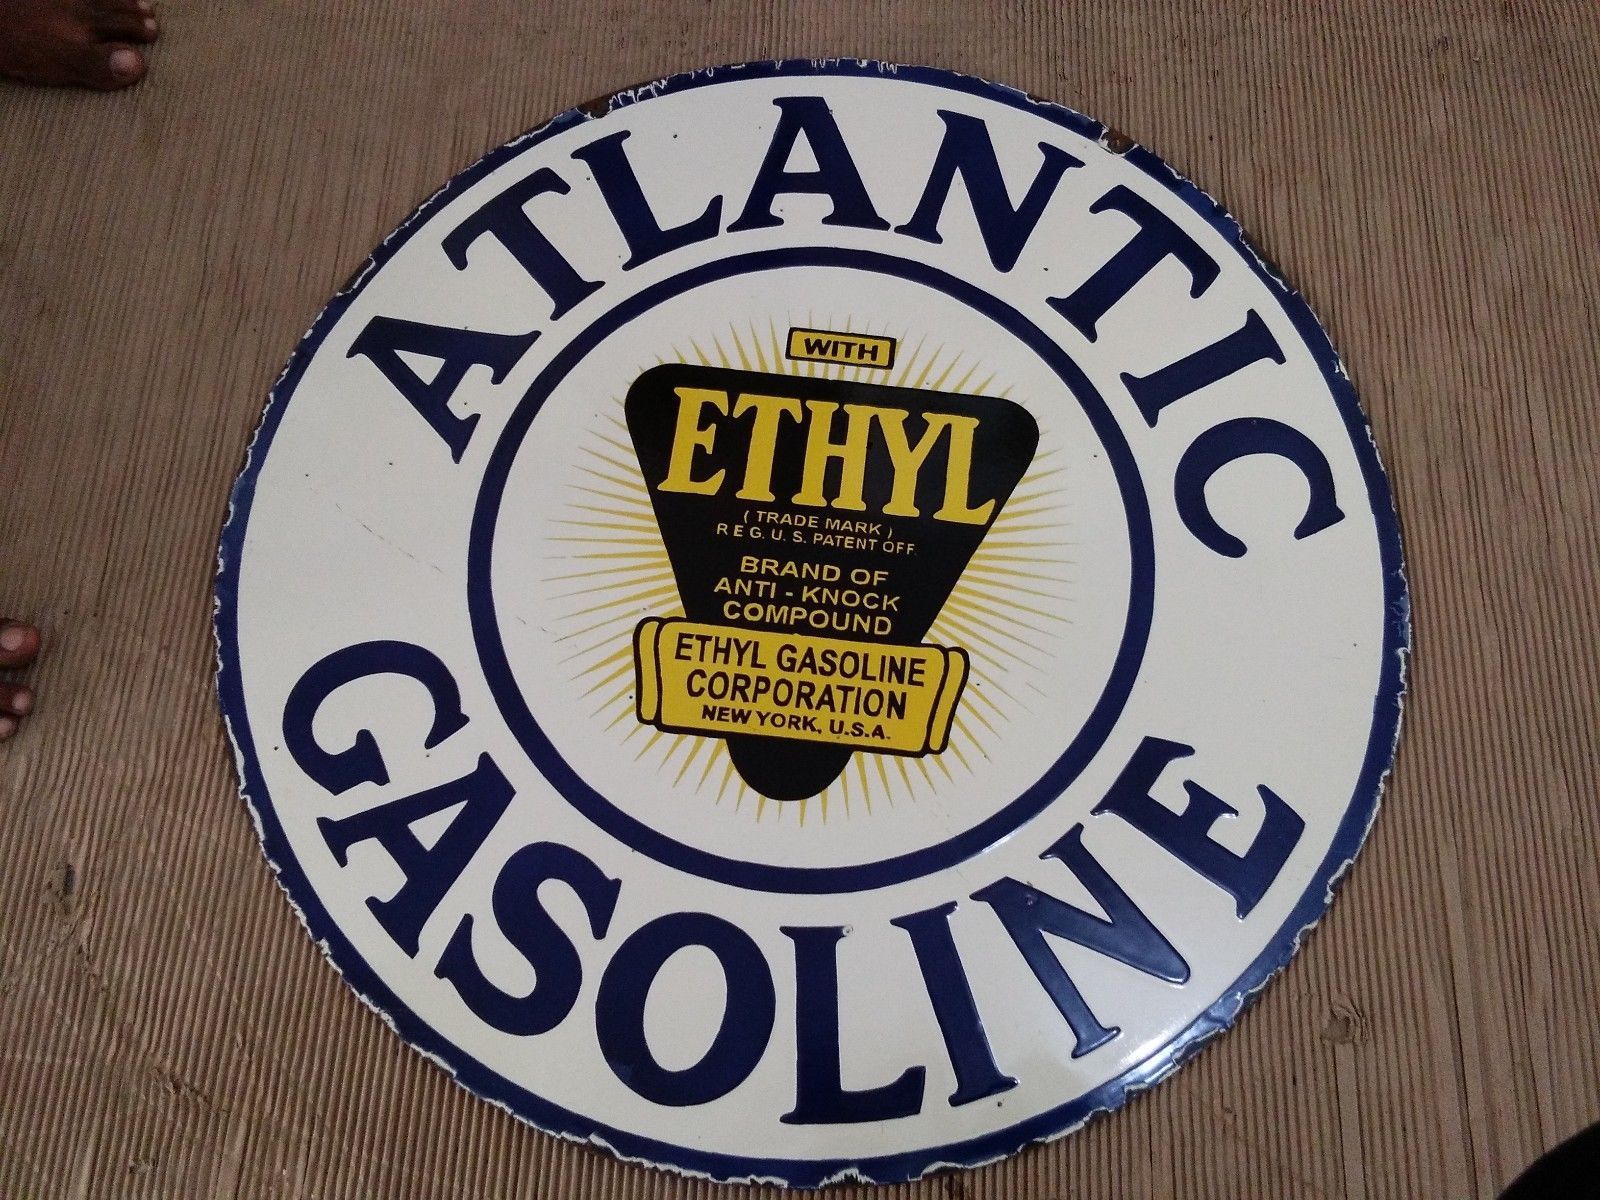 ATLANTIC
WITH
ETHYL
( TRADE MARK )
REG. U. S. PATENT OFF.
BRAND OF
ANTI - KNOCK
COMPOUND
ETHYL GASOLINE
CORPORATION
NEW YORK, U.S.A.
GASOLINE